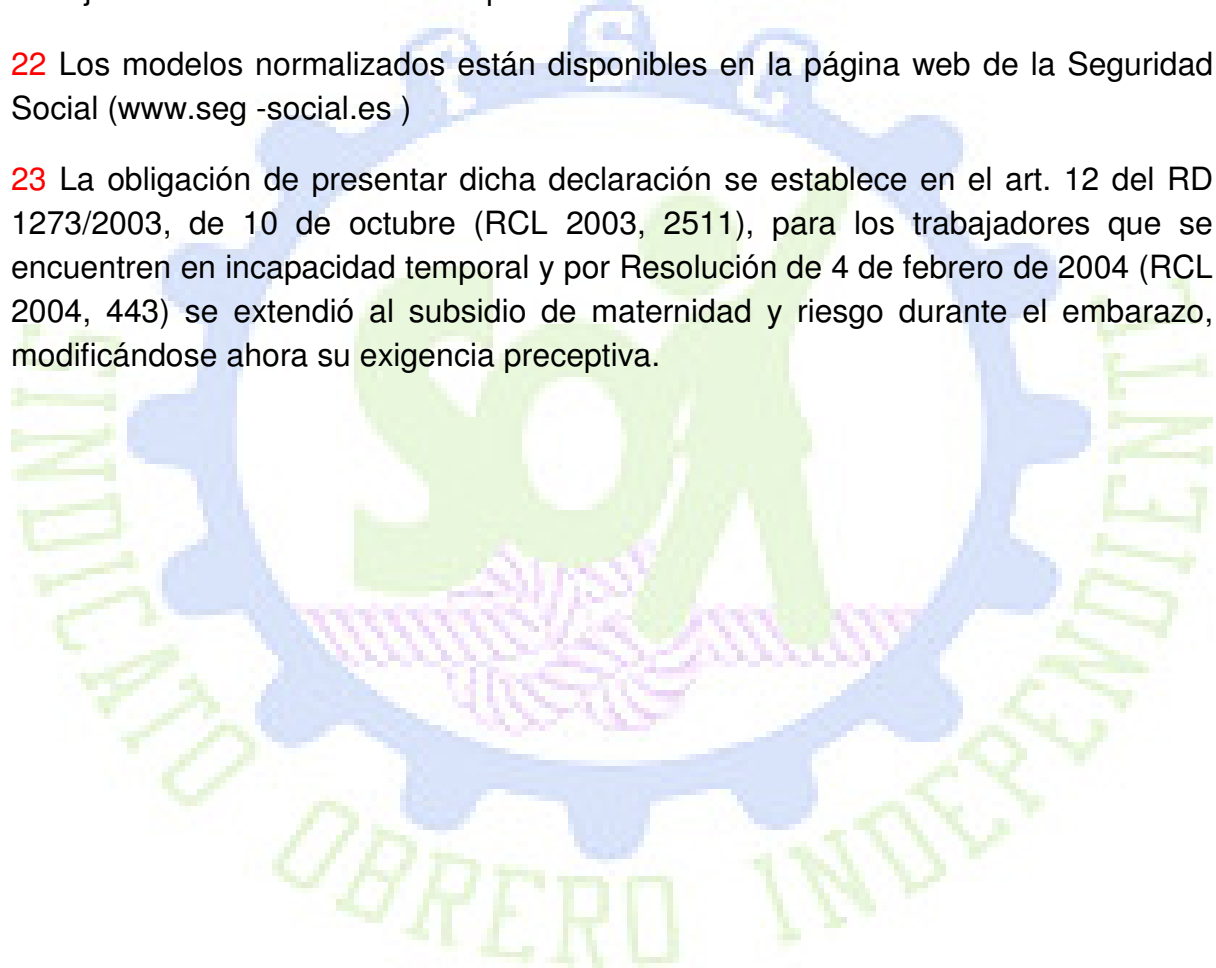 22 Los modelos normalizados están disponibles en la página web de la Seguridad
Social (www.seg -social.es )
23 La obligación de presentar dicha declaración se establece en el art. 12 del RD
1273/2003, de 10 de octubre (RCL 2003, 2511), para los trabajadores que se
encuentren en incapacidad temporal y por Resolución de 4 de febrero de 2004 (RCL
2004, 443) se extendió al subsidio de maternidad y riesgo durante el embarazo,
modificándose ahora su exigencia preceptiva.
SOI
SINDICATO OBRERO INDEPENDIENTE